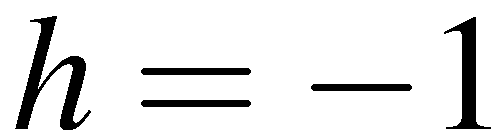 h = −1